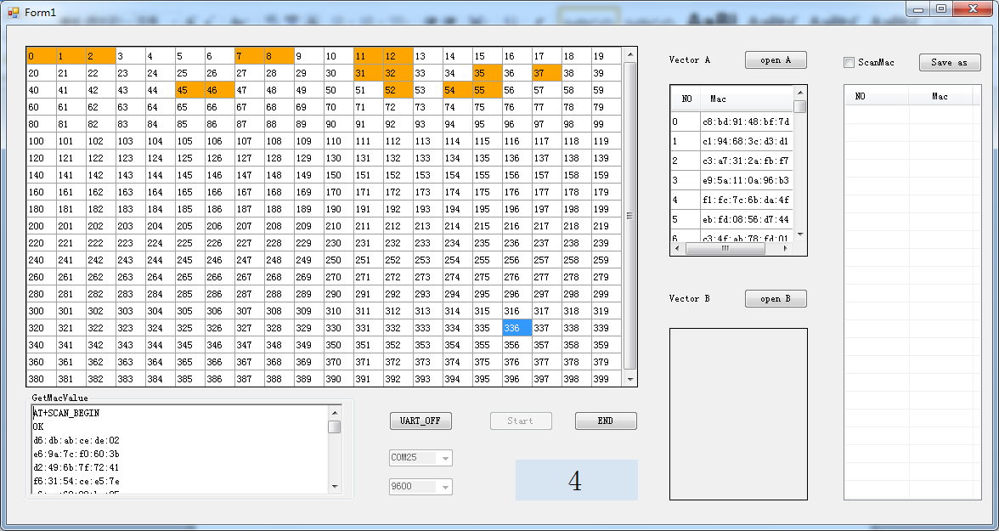 Form1
0 1 2 3 4 5 6 7 8 9 10 11 12 13 14 15 16 17 18 19
20 21 22 23 24 25 26 27 28 29 30 31 32 33 34 35 36 37 38 39
40 41 42 43 44 45 46 47 48 49 50 51 52 53 54 55 56 57 58 59
60 61 62 63 64 65 66 67 68 69 70 71 72 73 74 75 76 77 78 79
80 81 82 83 84 85 86 87 88 89 90 91 92 93 94 95 96 97 98 99
100 101 102 103 104 105 106 107 108 109 110 111 112 113 114 115 116 117 118 119
120 121 122 123 124 125 126 127 128 129 130 131 132 133 134 135 136 137 138 139
140 141 142 143 144 145 146 147 148 149 150 151 152 153 154 155 156 157 158 159
160 161 162 163 164 165 166 167 168 169 170 171 172 173 174 175 176 177 178 179
180 181 182 183 184 185 186 187 188 189 190 191 192 193 194 195 196 197 198 199
200 201 202 203 204 205 206 207 208 209 210 211 212 213 214 215 216 217 218 219
220 221 222 223 224 225 226 227 228 229 230 231 232 233 234 235 236 237 238 239
240 241 242 243 244 245 246 247 248 249 250 251 252 253 254 255 256 257 258 259
260 261 262 263 264 265 266 267 268 269 270 271 272 273 274 275 276 277 278 279
280 281 282 283 284 285 286 287 288 289 290 291 292 293 294 295 296 297 298 299
300 301 302 303 304 305 306 307 308 309 310 311 312 313 314 315 316 317 318 319
320 321 322 323 324 325 326 327 328 329 330 331 332 333 334 335 336 337 338 339
340 341 342 343 344 345 346 347 348 349 350 351 352 353 354 355 356 357 358 359
360 361 362 363 364 365 366 367 368 369 370 371 372 373 374 375 376 377 378 379
380 381 382 383 384 385 386 387 388 389 390 391 392 393 394 395 396 397 398 399
GetMacValue
AT+SCAN_BEGIN
OK
d6:db:ab:ce:de:02
e6:9a:7c:f0:60:3b
d2:49:6b:7f:72:41
f6:31:54:ce:e5:7e
UART_OFF Start END
COM25
9600
4
Vector A open A
NO Mac
0 c8:bd:91:48:bf:7d
1 c1:94:68:3c:d3:d1
2 c3:a7:31:2a:fb:f7
3 e9:5a:11:0a:96:b3
4 f1:fc:7c:6b:da:4f
5 eb:fd:08:56:d7:44
6 c3:4f:ab:78:fd:01
Vector B open B
ScanMac Save as
NO Mac